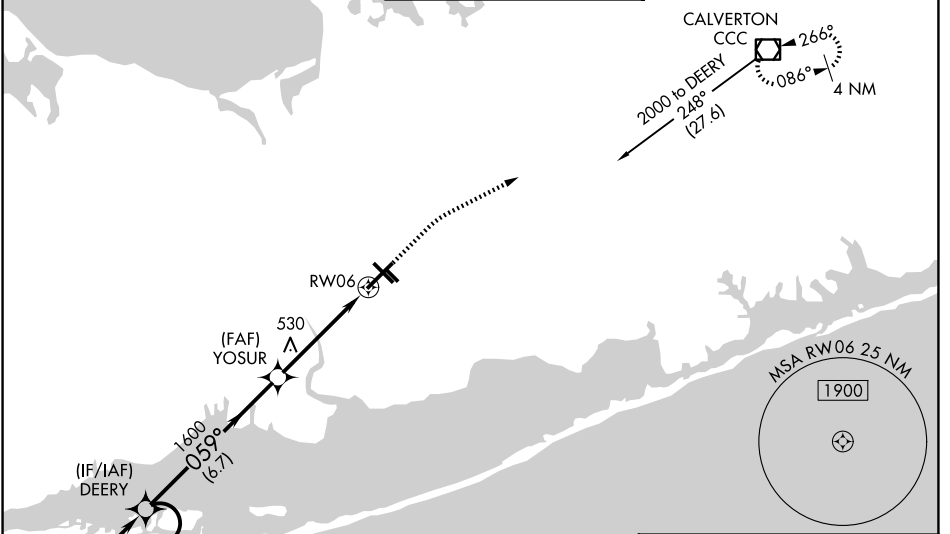 CALVERTON
CCC
266°
086°
4 NM
2000 to DEERY
248°
(27.6)
RW06
530
(FAF)
YOSUR
MSA RW06 25 NM
1900
1600
059°
(6.7)
(IF/IAF)
DEERY